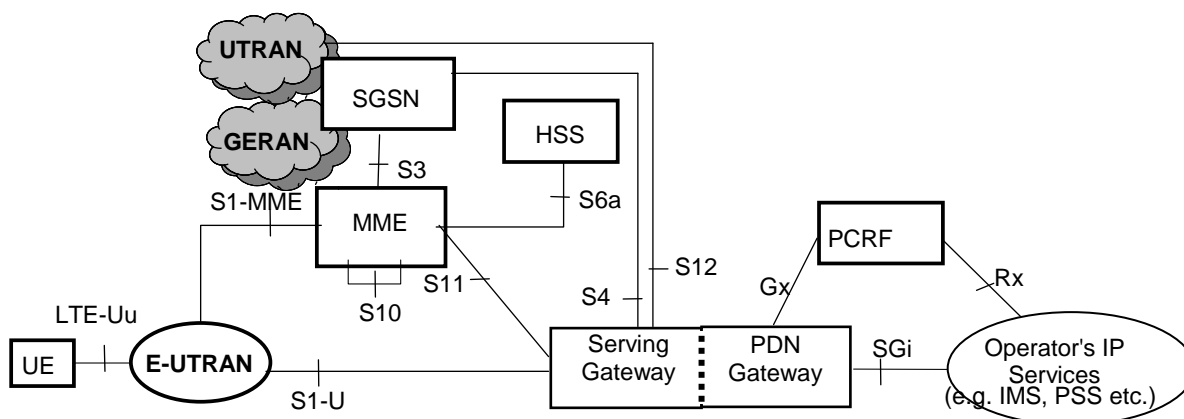 UTRAN
SGSN
GERAN
HSS
S3
S1-MME
S6a
MME
PCRF
S12
S11
Gx
Rx
S4
S10
LTE-Uu
UE
E-UTRAN
Serving
Gateway
PDN
Gateway
SGi
Operator's IP
Services
(e.g. IMS, PSS etc.)
S1-U